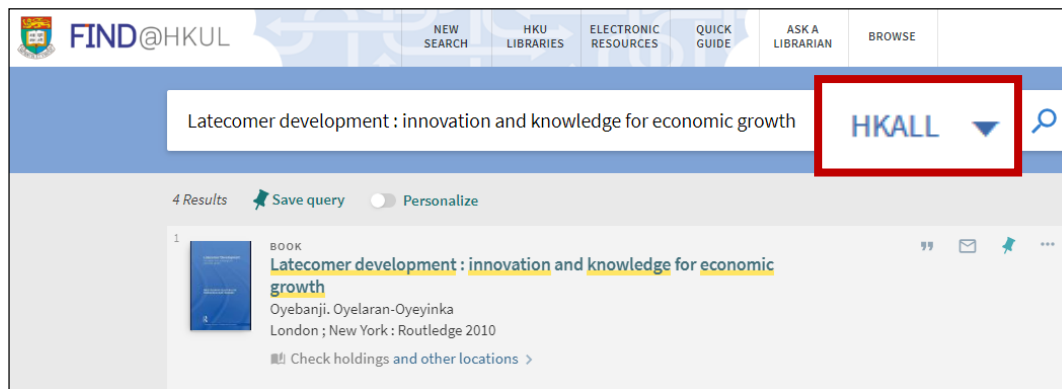 FIND@HKUL
NEW SEARCH
HKU LIBRARIES
ELECTRONIC RESOURCES
QUICK GUIDE
ASK A LIBRARIAN
BROWSE
Latecomer development : innovation and knowledge for economic growth
HKALL
4 Results
Save query
Personalize
1
BOOK
Latecomer development : innovation and knowledge for economic
growth
Oyebanji. Oyelaran-Oyeyinka
London ; New York : Routledge 2010
Check holdings and other locations >